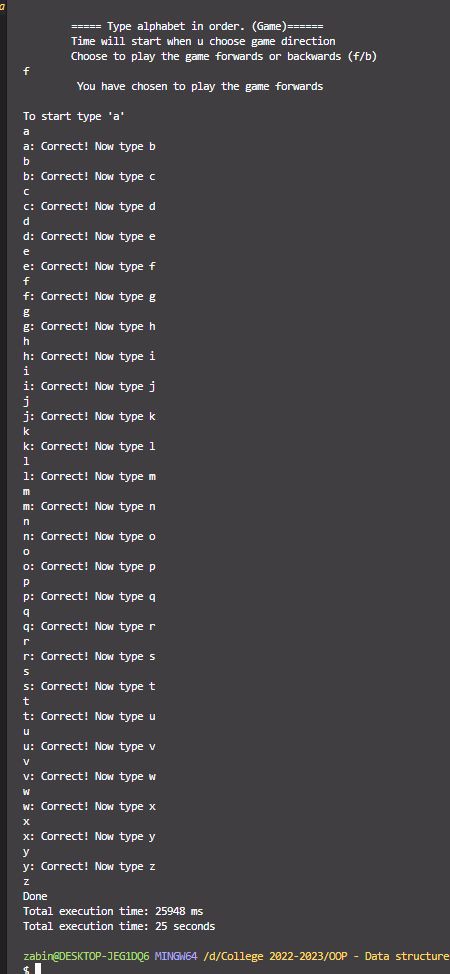 a
===== Type alphabet in order. (Game)======
Time will start when u choose game direction
Choose to play the game forwards or backwards (f/b)
f
You have chosen to play the game forwards
To start type 'a'
a
a: Correct! Now type b
b
b: Correct! Now type c
c
c: Correct! Now type d
d
d: Correct! Now type e
e
e: Correct! Now type f
f
f: Correct! Now type g
g
g: Correct! Now type h
h
h: Correct! Now type i
i
i: Correct! Now type j
j
j: Correct! Now type k
k
k: Correct! Now type l
l
l: Correct! Now type m
m
m: Correct! Now type n
n
n: Correct! Now type o
o
o: Correct! Now type p
p
p: Correct! Now type q
q
q: Correct! Now type r
r
r: Correct! Now type s
s
s: Correct! Now type t
t
t: Correct! Now type u
u
u: Correct! Now type v
v
v: Correct! Now type w
w
w: Correct! Now type x
x
x: Correct! Now type y
y
y: Correct! Now type z
z
Done
Total execution time: 25948 ms
Total execution time: 25 seconds
zabin@DESKTOP-JEG1DQ6 MINGW64 /d/College 2022-2023/OOP - Data structure
$